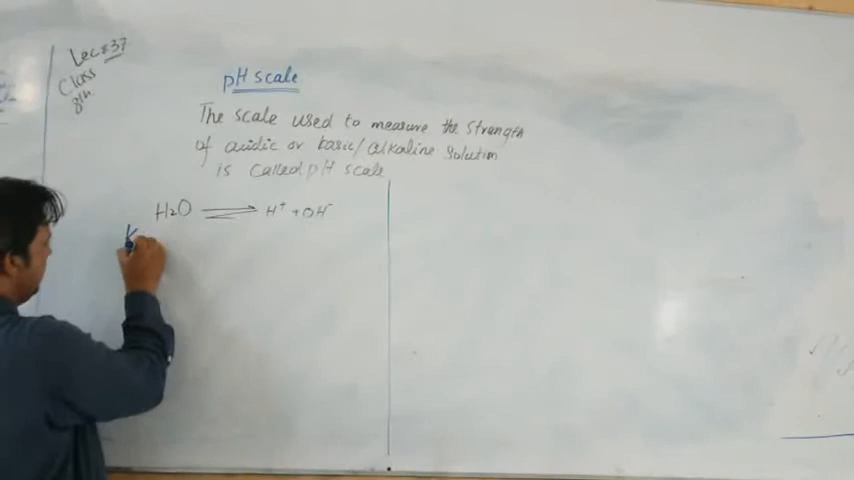 Lec#37
Class
8th
pH scale
The scale used to measure the strength
of acidic or basic/alkaline solution
is called pH scale
H₂O ⇌ H⁺ + OH⁻
K